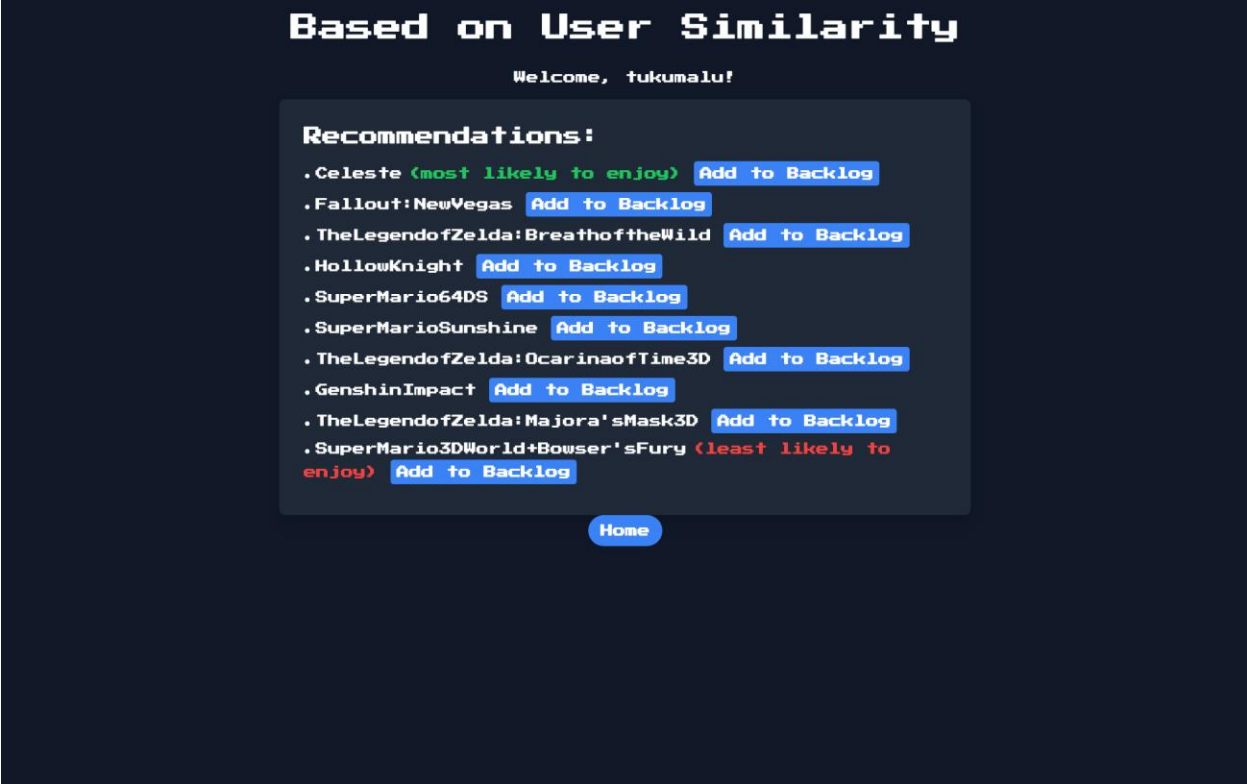 Based on User Similarity
Welcome, tukumalu!
Recommendations:
.Celeste (most likely to enjoy) Add to Backlog
.Fallout:NewVegas Add to Backlog
.TheLegendofZelda:BreathoftheWild Add to Backlog
.HollowKnight Add to Backlog
.SuperMario64DS Add to Backlog
.SuperMarioSunshine Add to Backlog
.TheLegendofZelda:OcarinaofTime3D Add to Backlog
.GenshinImpact Add to Backlog
.TheLegendofZelda:Majora'sMask3D Add to Backlog
.SuperMario3DWorld+Bowser'sFury (least likely to
enjoy) Add to Backlog
Home